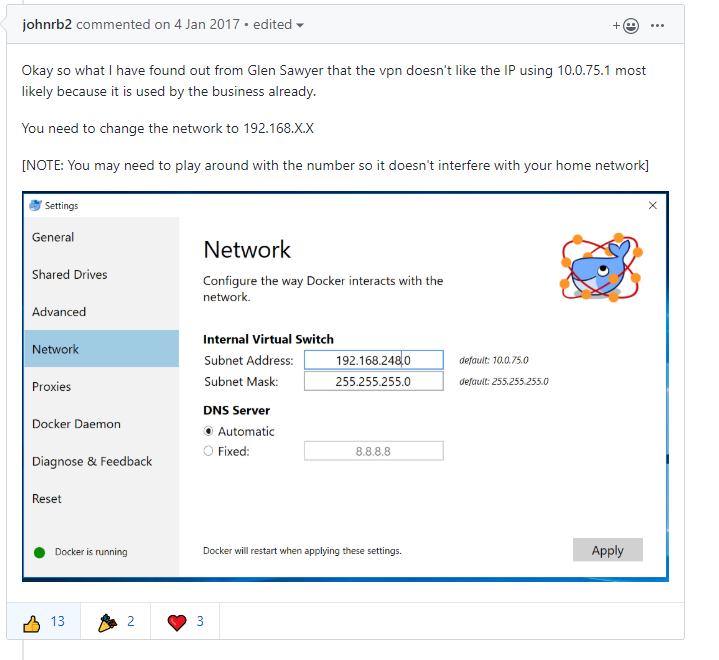 johnrb2 commented on 4 Jan 2017 • edited
Okay so what I have found out from Glen Sawyer that the vpn doesn't like the IP using 10.0.75.1 most
likely because it is used by the business already.
You need to change the network to 192.168.X.X
[NOTE: You may need to play around with the number so it doesn't interfere with your home network]
Settings
General
Shared Drives
Advanced
Network
Proxies
Docker Daemon
Diagnose & Feedback
Reset
Docker is running
Network
Configure the way Docker interacts with the
network.
Internal Virtual Switch
Subnet Address: 192.168.248.0 default: 10.0.75.0
Subnet Mask: 255.255.255.0 default: 255.255.255.0
DNS Server
Automatic
Fixed: 8.8.8.8
Docker will restart when applying these settings.
Apply
13 2 3